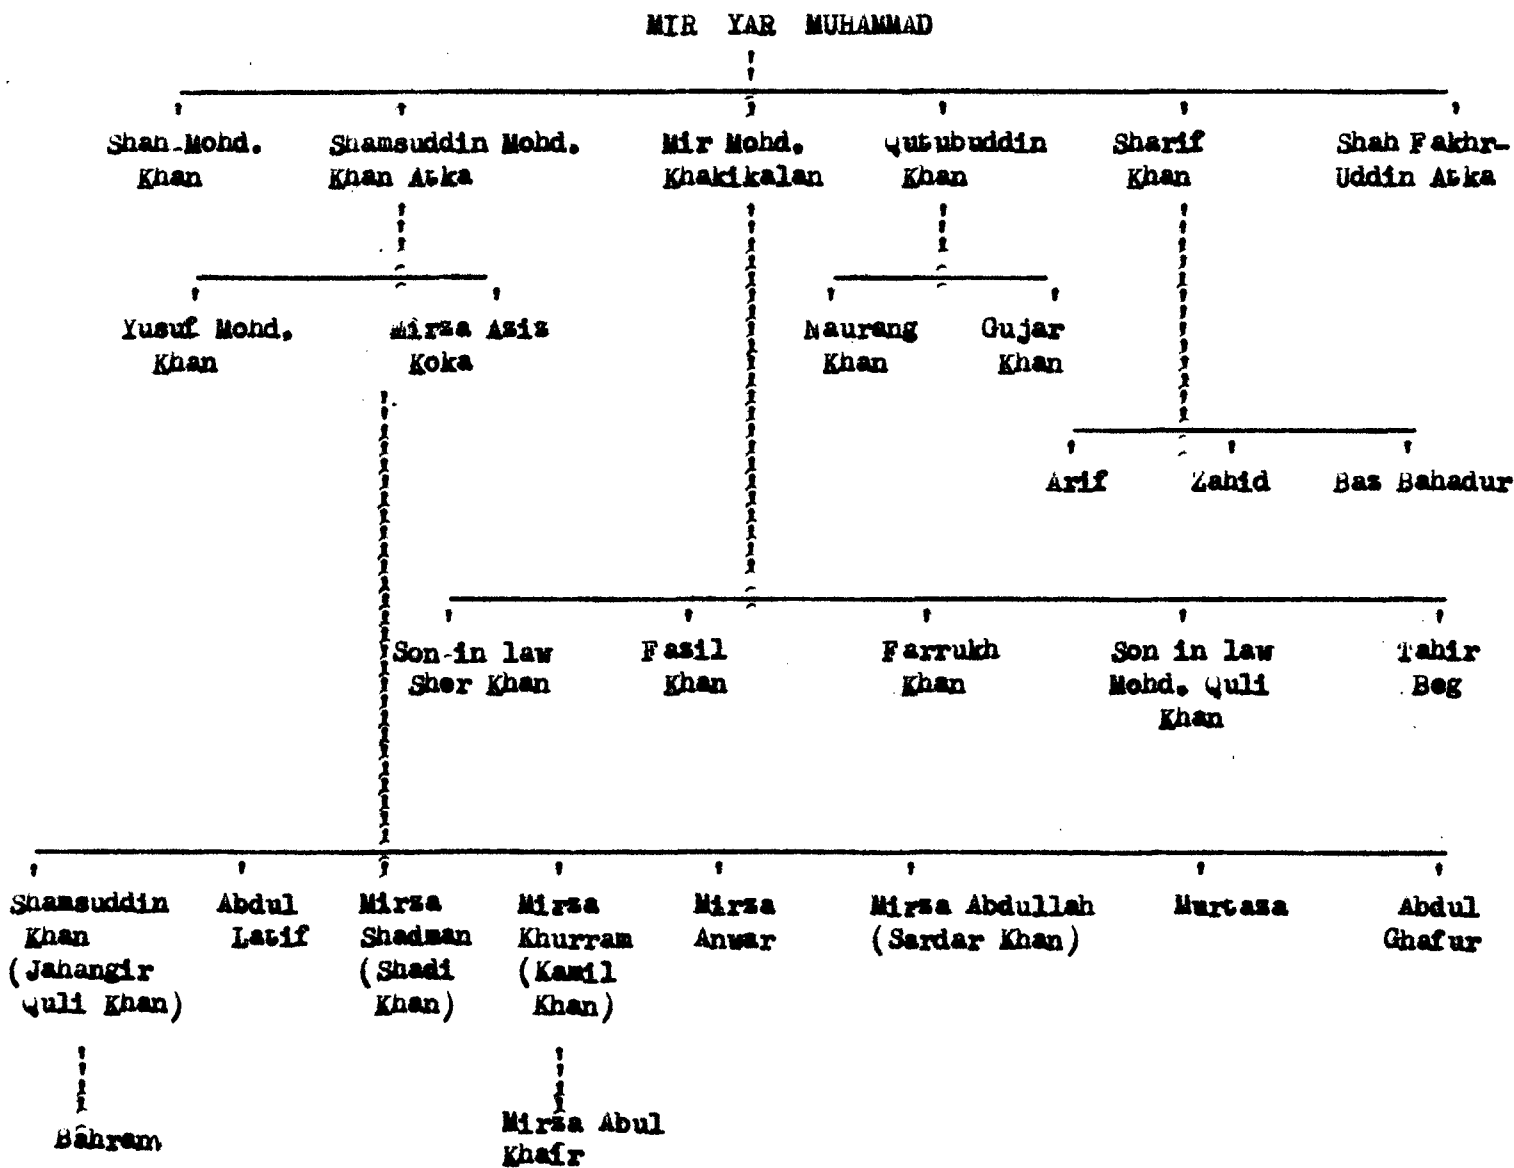 MIR YAR MUHAMMAD
Shah Mohd.
Khan
Shamsuddin Mohd.
Khan Atka
Mir Mohd.
Khakikalan
Qutubuddin
Khan
Sharif
Khan
Shah Fakhr-
Uddin Atka
Yusuf Mohd.
Khan
Mirza Aziz
Koka
Naurang
Khan
Gujar
Khan
Arif
Zahid
Baz Bahadur
Son-in law
Sher Khan
Fazil
Khan
Farrukh
Khan
Son in law
Mohd. Quli
Khan
Tahir
Beg
Shamsuddin
Khan
(Jahangir
Quli Khan)
Abdul
Latif
Mirza
Shadman
(Shadi
Khan)
Mirza
Khurram
(Kamil
Khan)
Mirza
Anwar
Mirza Abdullah
(Sardar Khan)
Murtaza
Abdul
Ghafur
Bahram
Mirza Abul
Khair